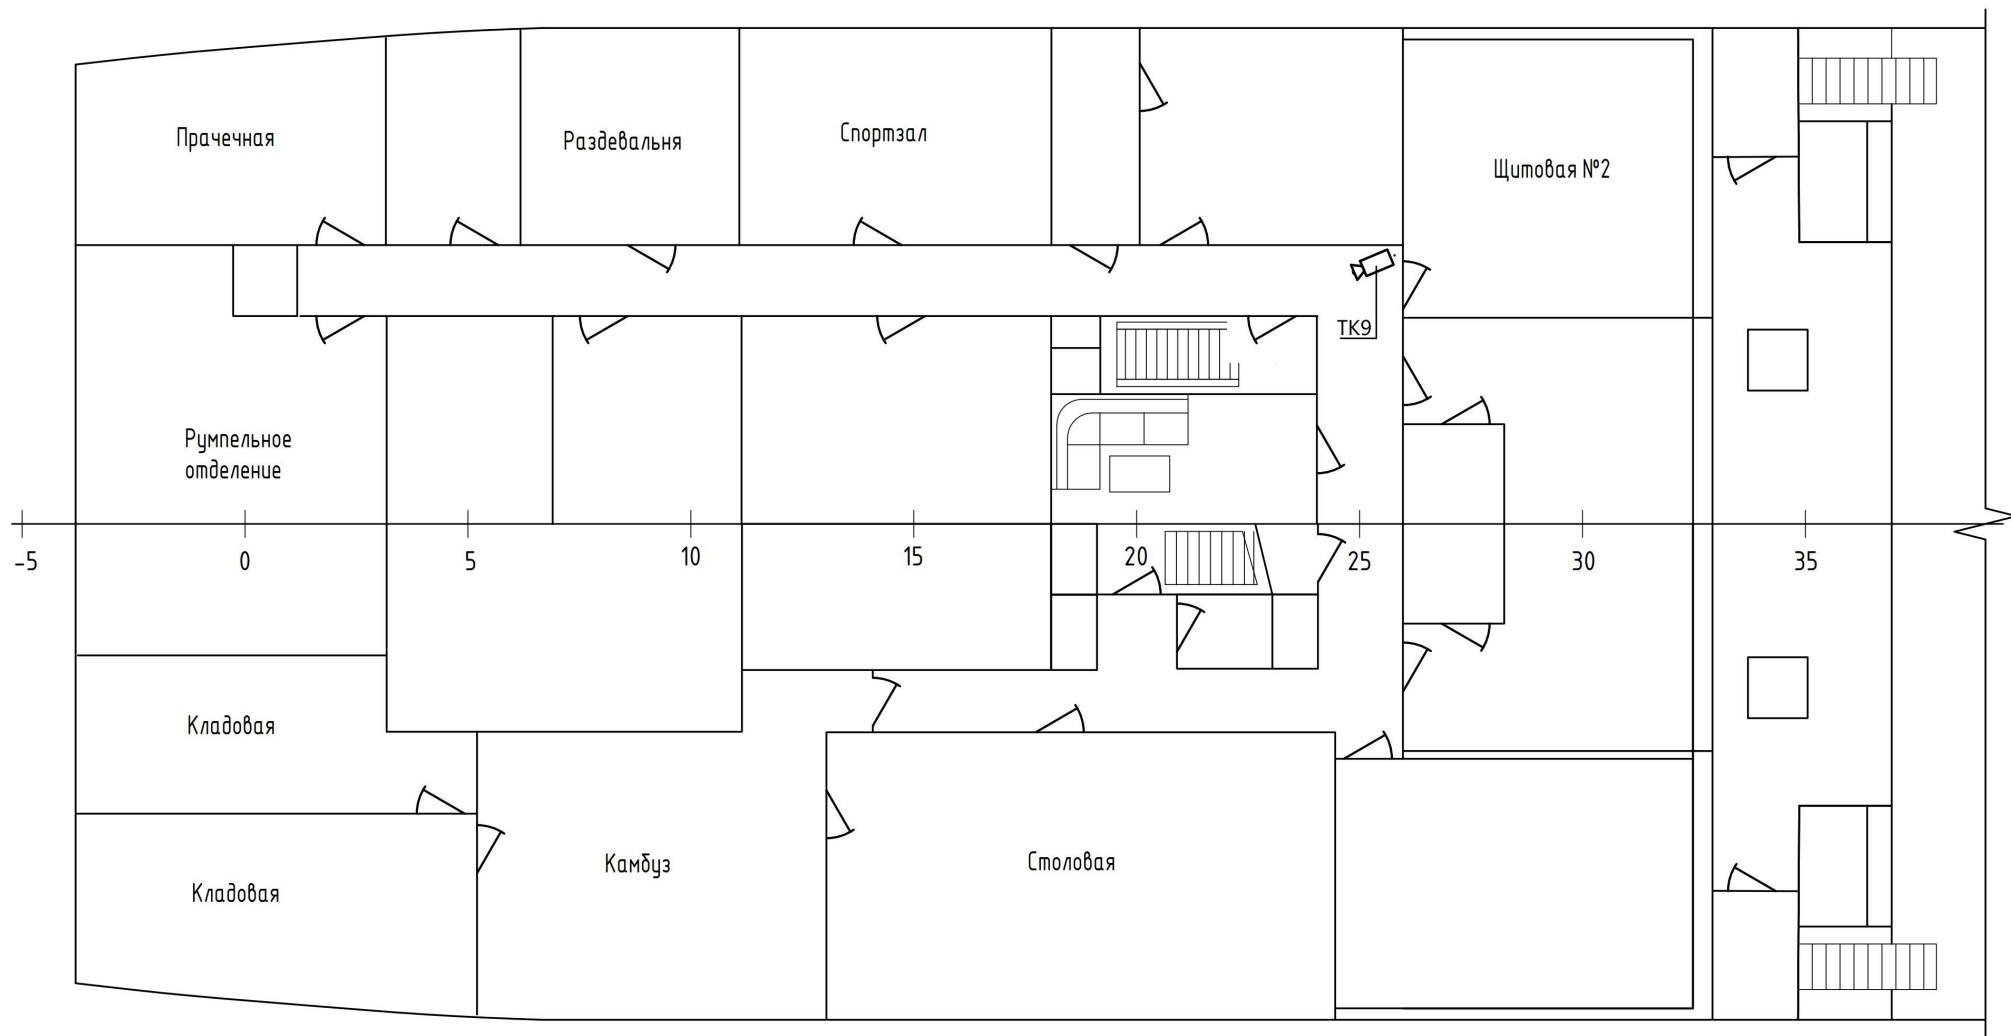 Прачечная
Раздевальня
Спортзал
Щитовая №2
ТК9
Румпельное
отделение
-5
0
5
10
15
20
25
30
35
Кладовая
Кладовая
Камбуз
Столовая